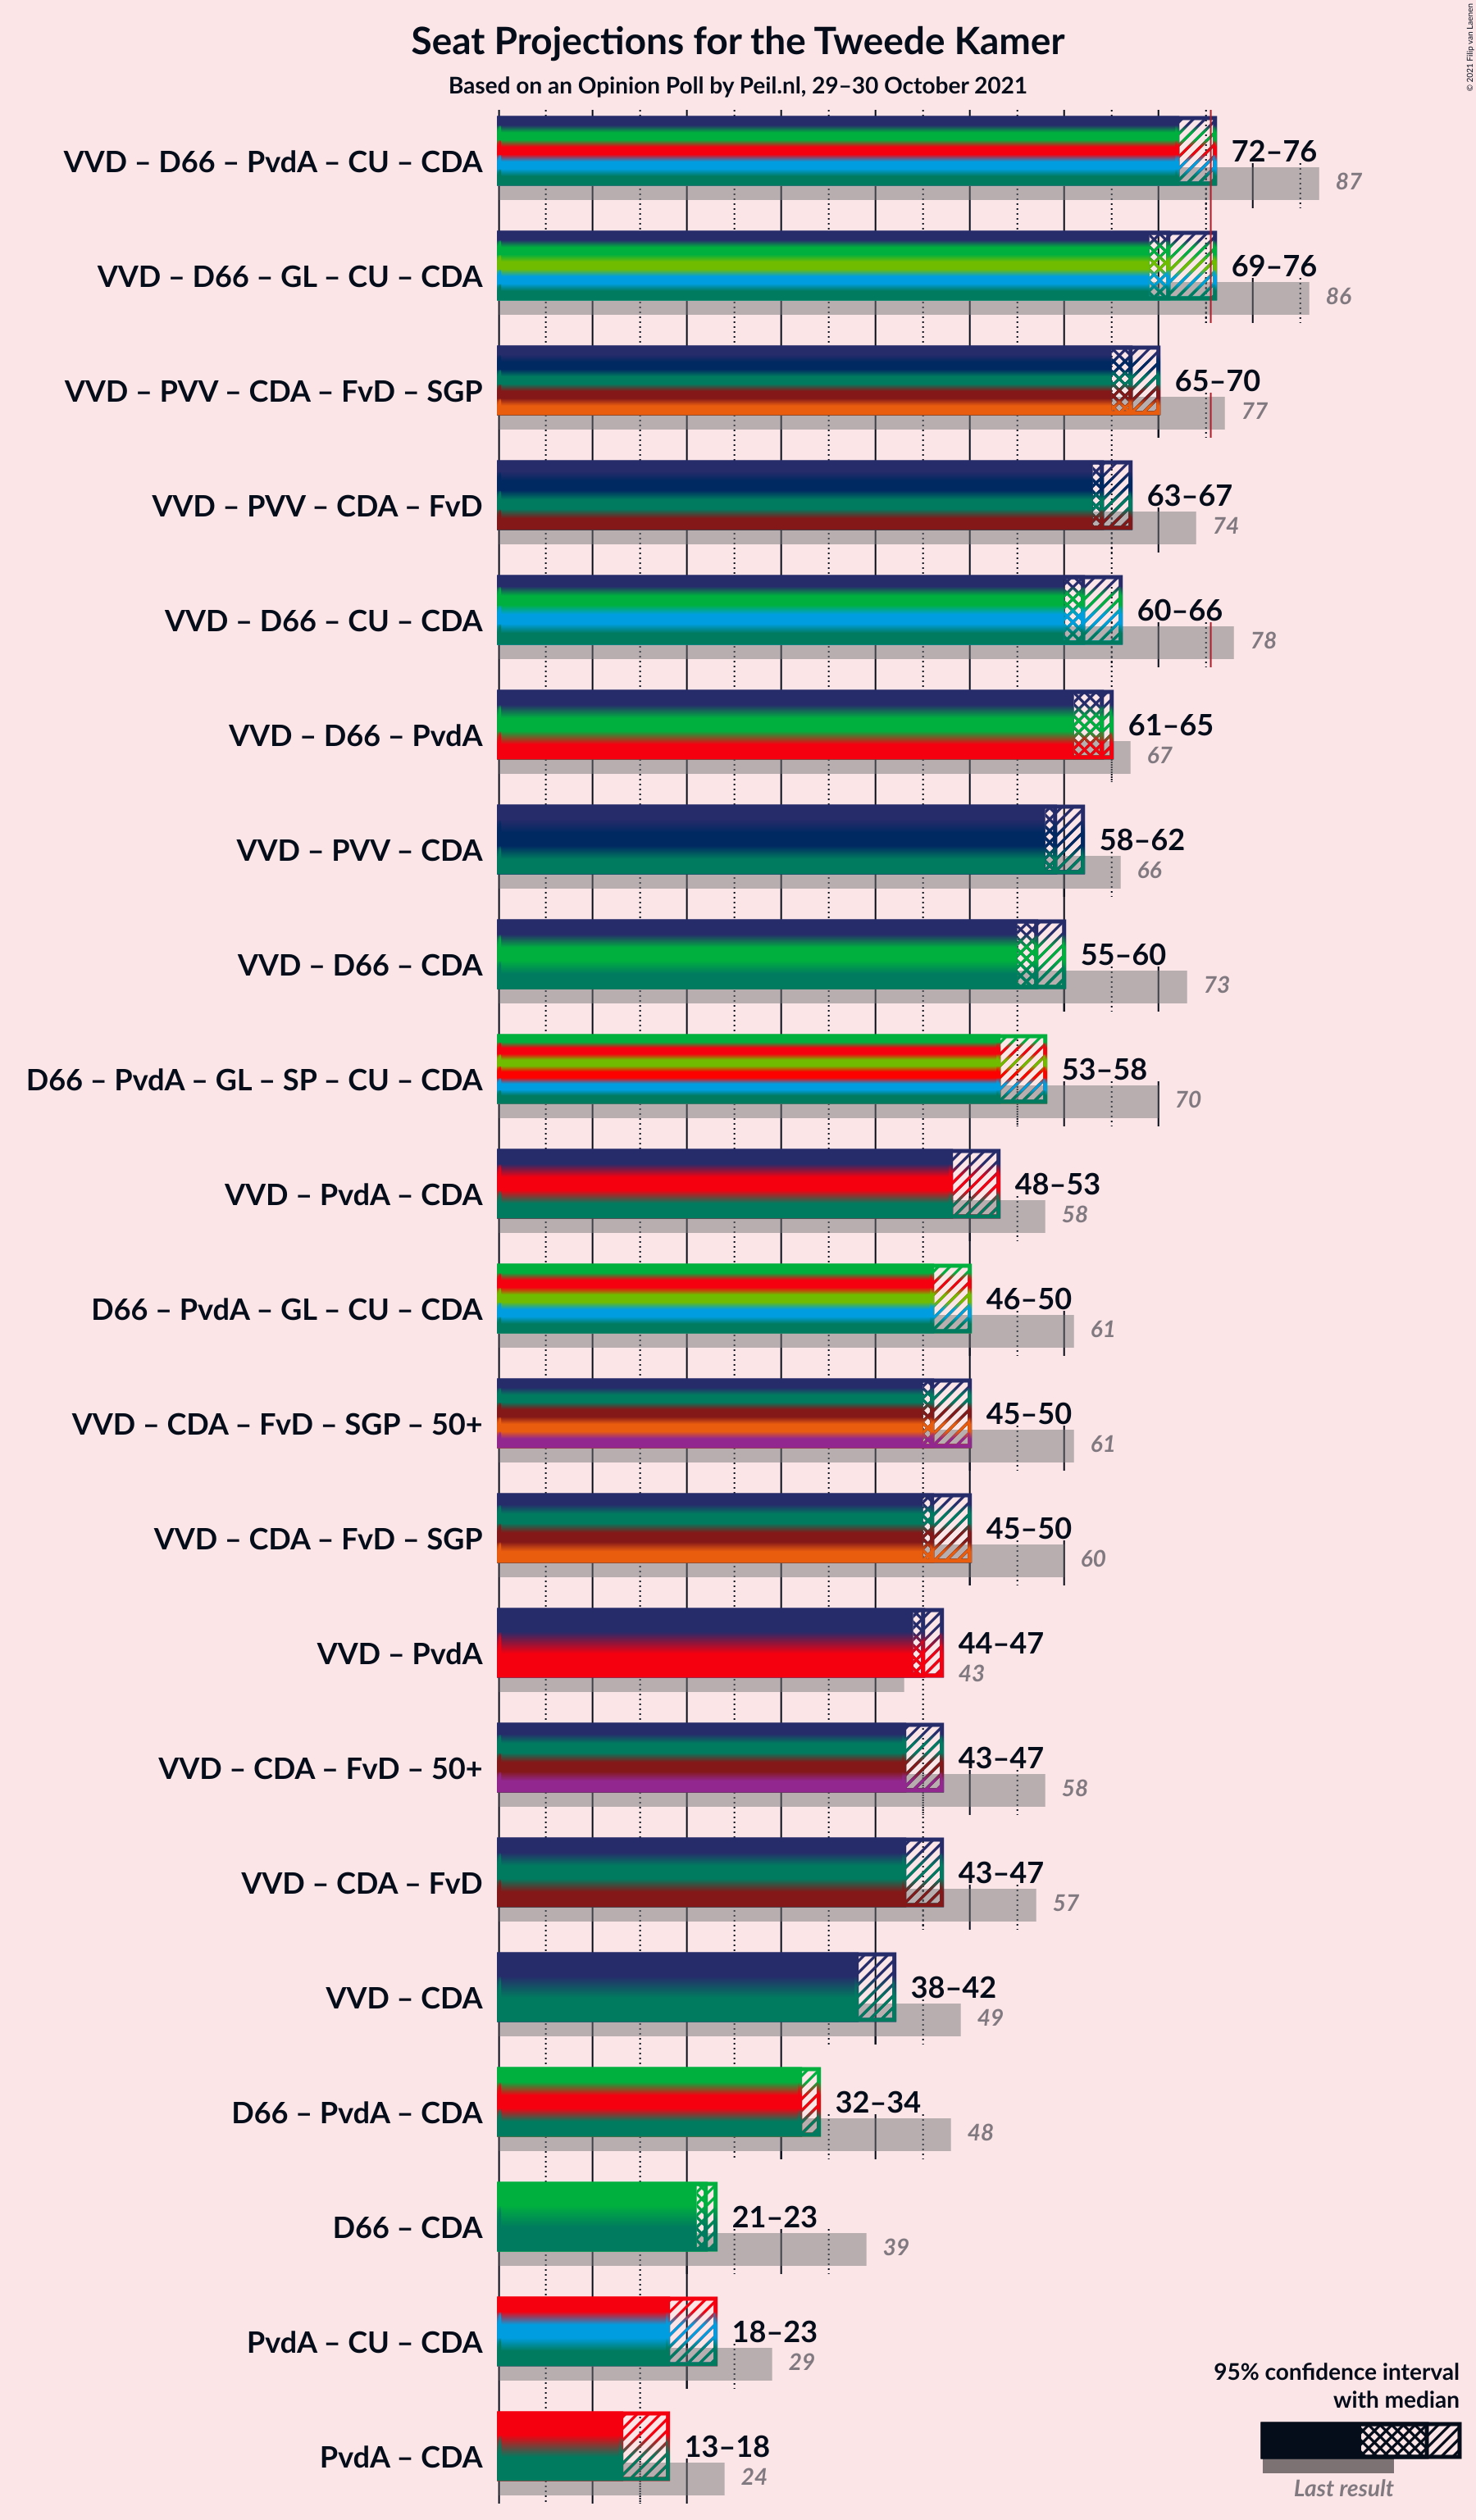 Seat Projections for the Tweede Kamer
Based on an Opinion Poll by Peil.nl, 29–30 October 2021
© 2021 Filip van Laenen
VVD – D66 – PvdA – CU – CDA
72–76
87
VVD – D66 – GL – CU – CDA
69–76
86
VVD – PVV – CDA – FvD – SGP
65–70
77
VVD – PVV – CDA – FvD
63–67
74
VVD – D66 – CU – CDA
60–66
78
VVD – D66 – PvdA
61–65
67
VVD – PVV – CDA
58–62
66
VVD – D66 – CDA
55–60
73
D66 – PvdA – GL – SP – CU – CDA
53–58
70
VVD – PvdA – CDA
48–53
58
D66 – PvdA – GL – CU – CDA
46–50
61
VVD – CDA – FvD – SGP – 50+
45–50
61
VVD – CDA – FvD – SGP
45–50
60
VVD – PvdA
44–47
43
VVD – CDA – FvD – 50+
43–47
58
VVD – CDA – FvD
43–47
57
VVD – CDA
38–42
49
D66 – PvdA – CDA
32–34
48
D66 – CDA
21–23
39
PvdA – CU – CDA
18–23
29
PvdA – CDA
13–18
24
95% confidence interval
with median
Last result